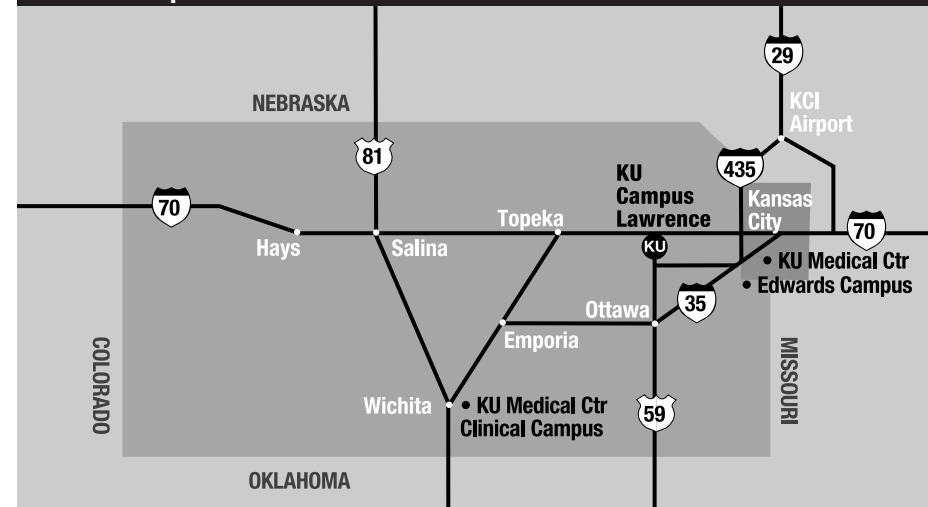 29
NEBRASKA
KCI
Airport
81
KU
Campus
Lawrence
435
70
Topeka
Kansas
City
Hays
Salina
KU
70
• KU Medical Ctr
• Edwards Campus
35
Ottawa
Emporia
COLORADO
MISSOURI
Wichita
• KU Medical Ctr
Clinical Campus
59
OKLAHOMA